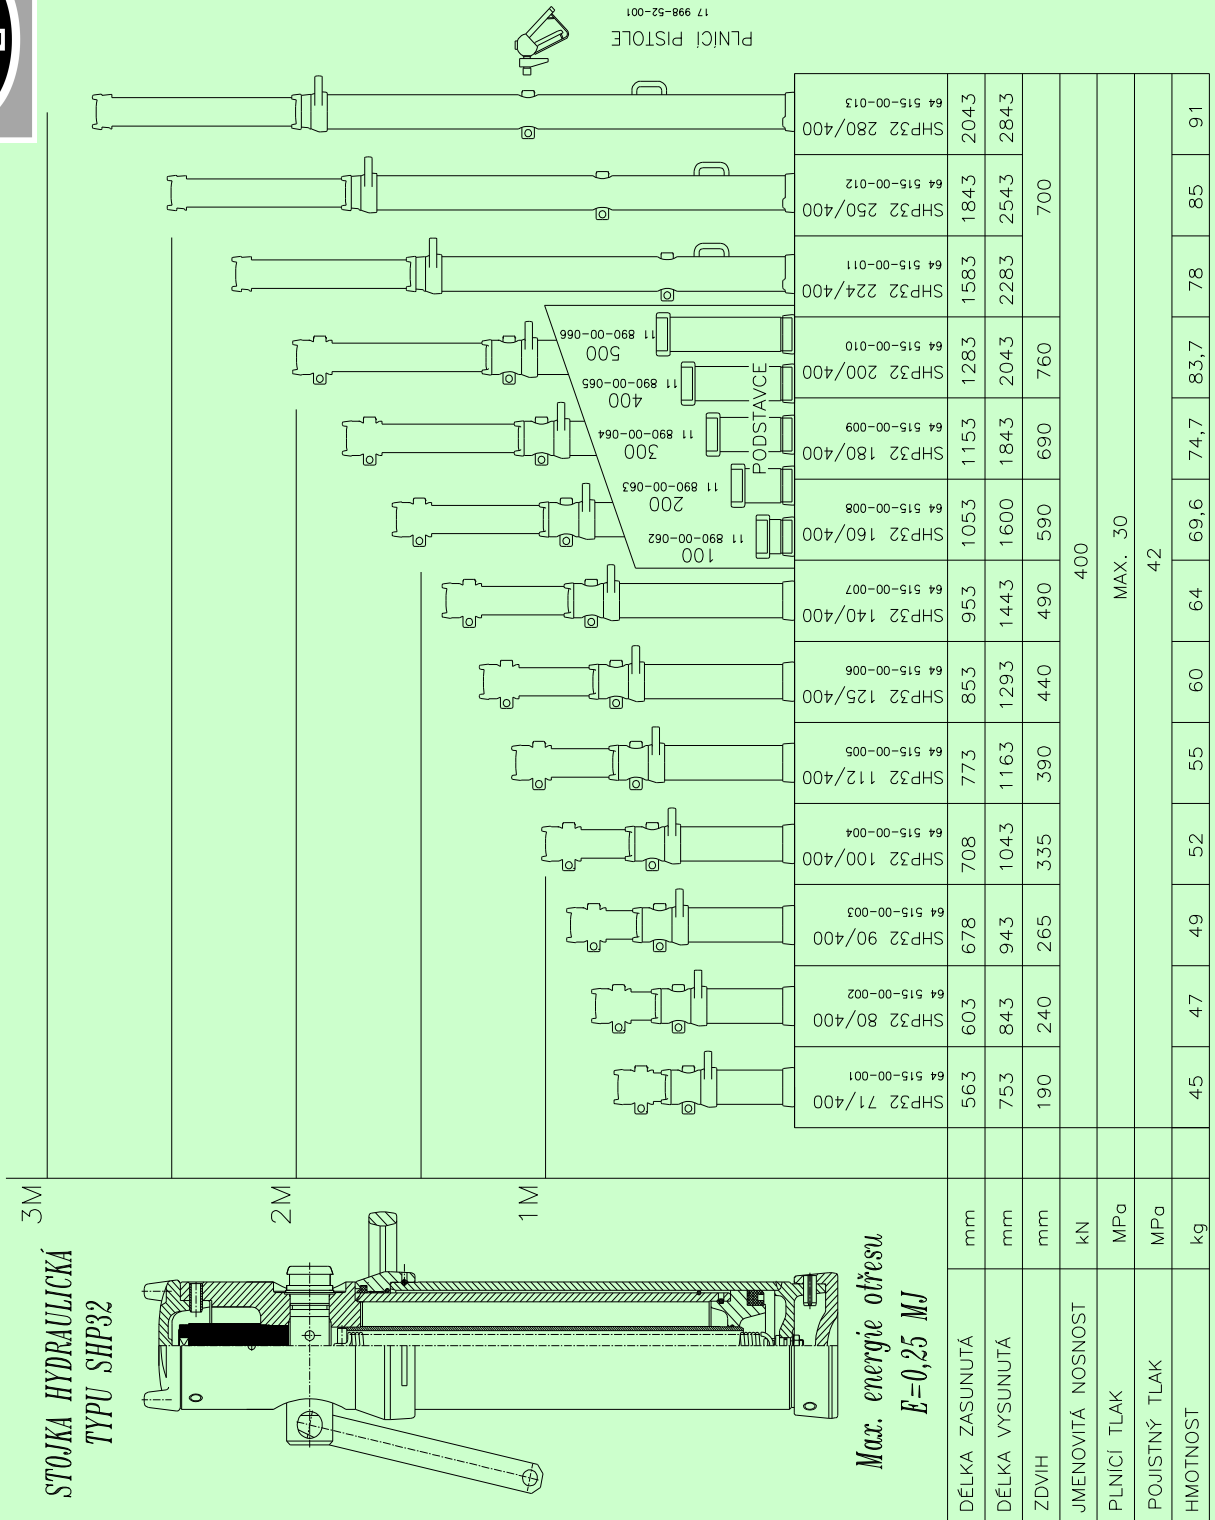 STOJKA HYDRAULICKÁ
TYPU SHP32
3M
2M
1M
PLNÍCÍ PISTOLE
17 998-52-001
Max. energie otřesu
E=0,25 MJ
PODSTAVCE
100
11 890-00-062
200
11 890-00-063
300
11 890-00-064
400
11 890-00-065
500
11 890-00-066
SHP32 71/400
64 515-00-001
SHP32 80/400
64 515-00-002
SHP32 90/400
64 515-00-003
SHP32 100/400
64 515-00-004
SHP32 112/400
64 515-00-005
SHP32 125/400
64 515-00-006
SHP32 140/400
64 515-00-007
SHP32 160/400
64 515-00-008
SHP32 180/400
64 515-00-009
SHP32 200/400
64 515-00-010
SHP32 224/400
64 515-00-011
SHP32 250/400
64 515-00-012
SHP32 280/400
64 515-00-013
DÉLKA ZASUNUTÁ mm 563 603 678 708 773 853 953 1053 1153 1283 1583 1843 2043
DÉLKA VYSUNUTÁ mm 753 843 943 1043 1163 1293 1443 1600 1843 2043 2283 2543 2843
ZDVIH mm 190 240 265 335 390 440 490 590 690 760 700
JMENOVITÁ NOSNOST kN 400
PLNÍCÍ TLAK MPa MAX. 30
POJISTNÝ TLAK MPa 42
HMOTNOST kg 45 47 49 52 55 60 64 69,6 74,7 83,7 78 85 91